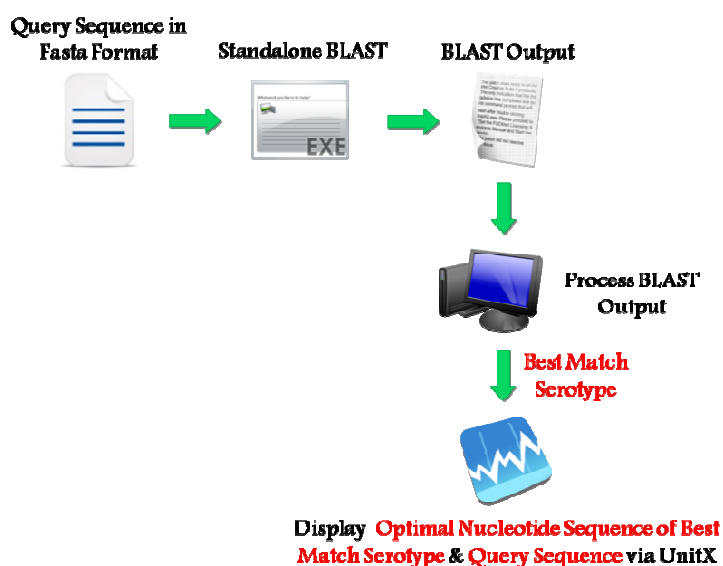 Query Sequence in
Fasta Format
Standalone BLAST
BLAST Output
EXE
Process BLAST
Output
Best Match
Serotype
Display Optimal Nucleotide Sequence of Best
Match Serotype & Query Sequence via UnitX